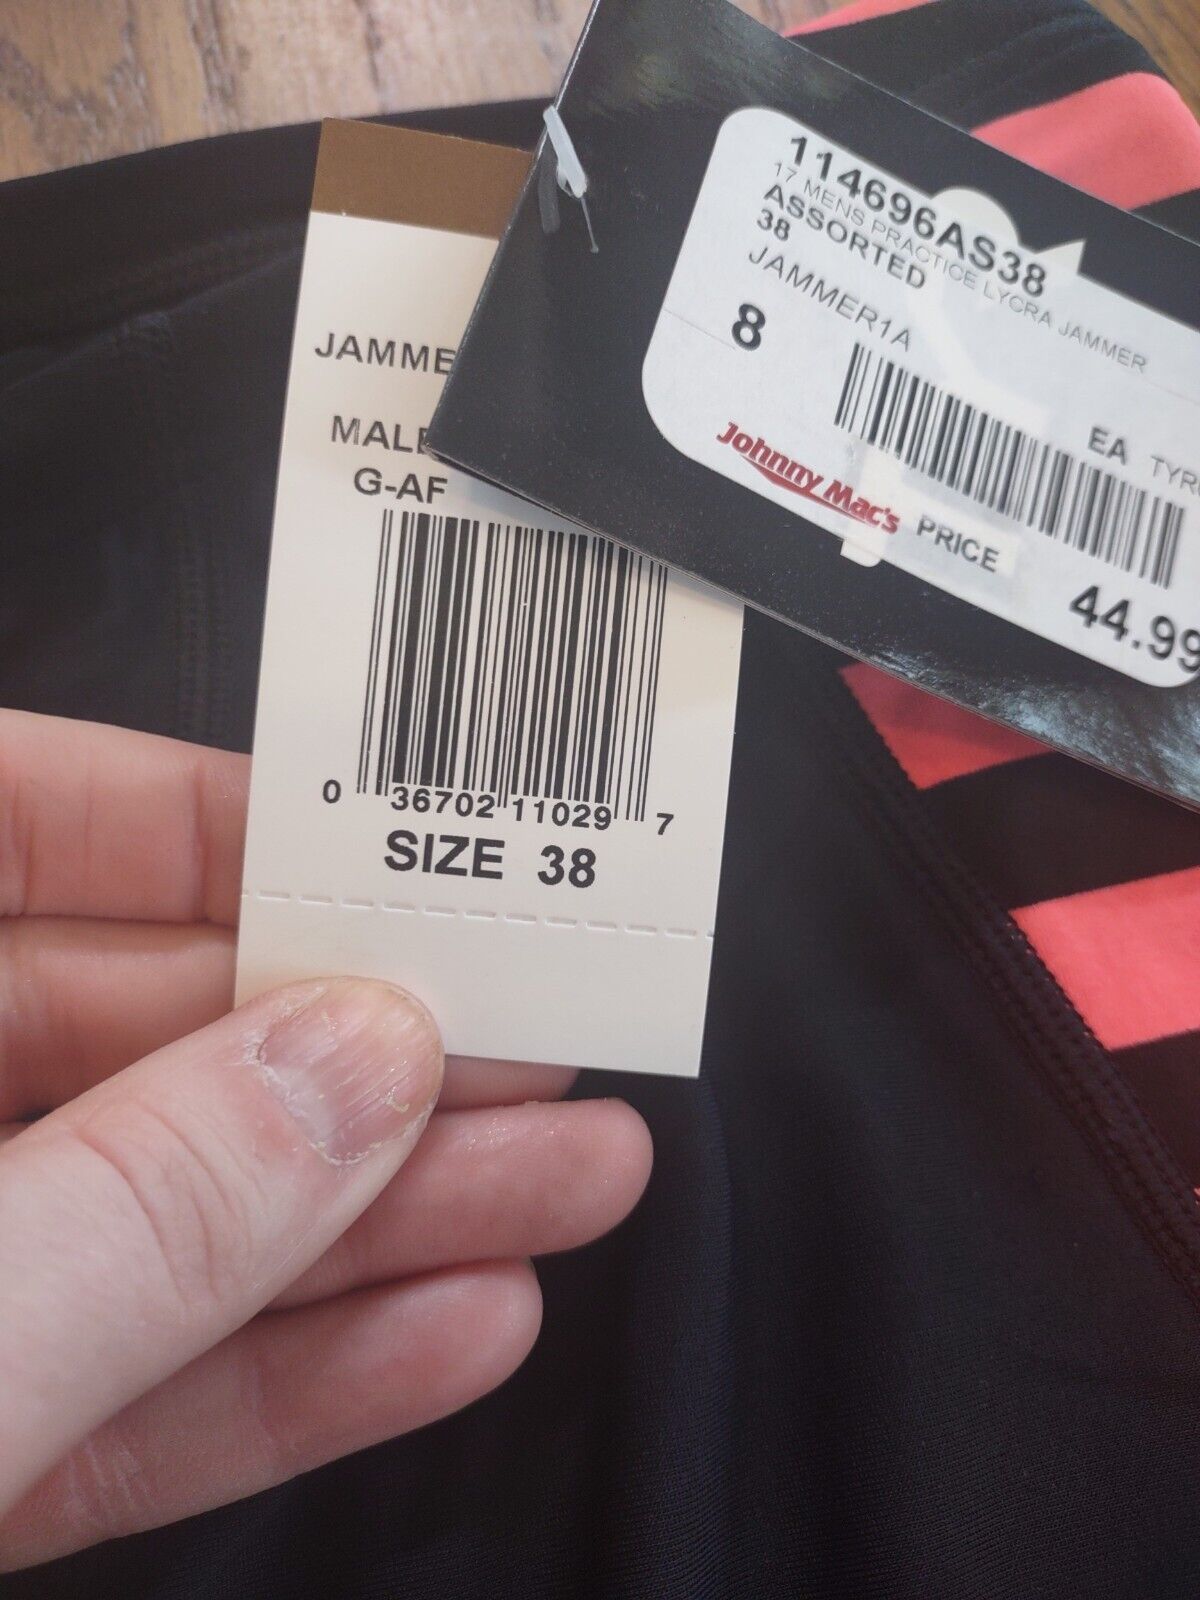 114696AS38
17 MENS PRACTICE LYCRA JAMMER
ASSORTED
38
JAMMER1A
8
EA TYR
Johnny Mac's
PRICE
44.99
JAMME
MALE
G-AF
0 36702 11029 7
SIZE 38